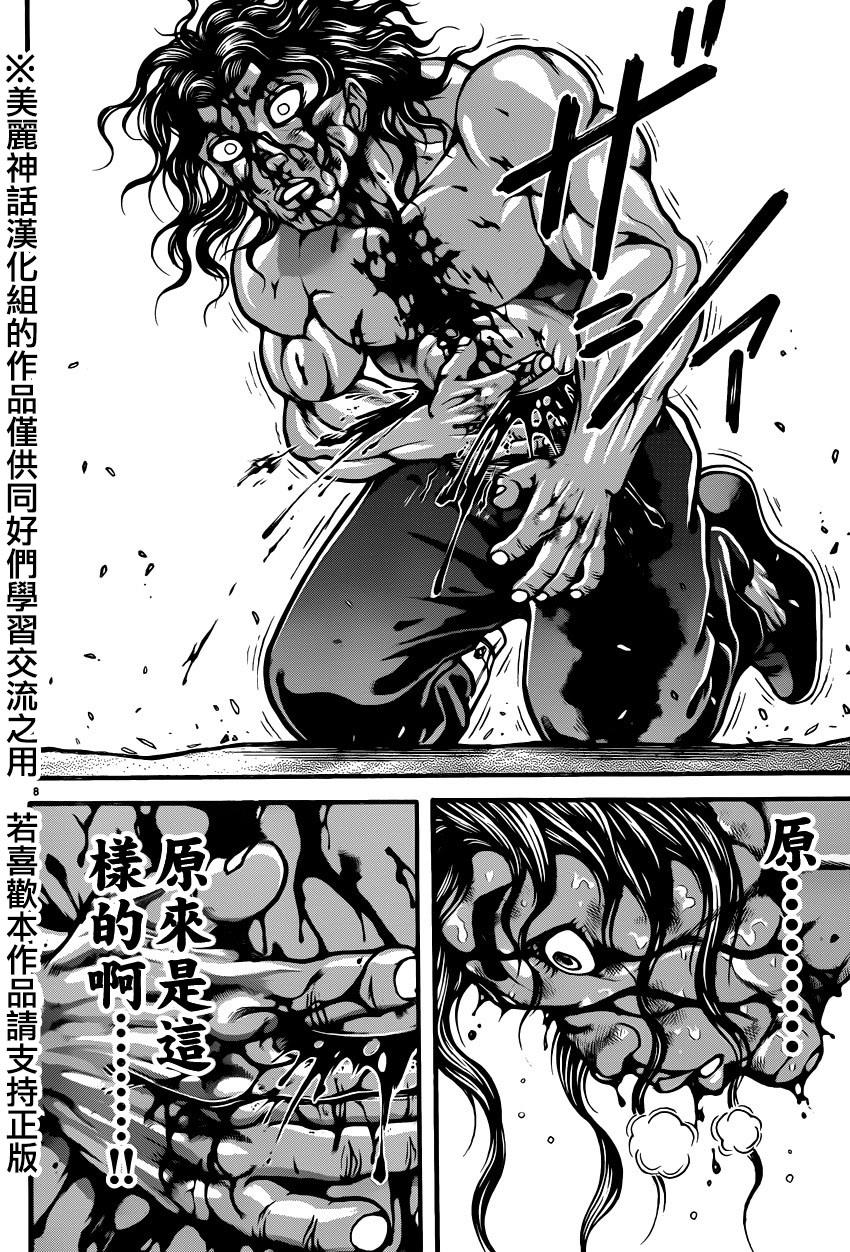 ※美麗神話漢化組的作品僅供同好們學習交流之用
若喜歡本作品請支持正版
ザシッ
8
原………
原來是這
樣的啊………!!